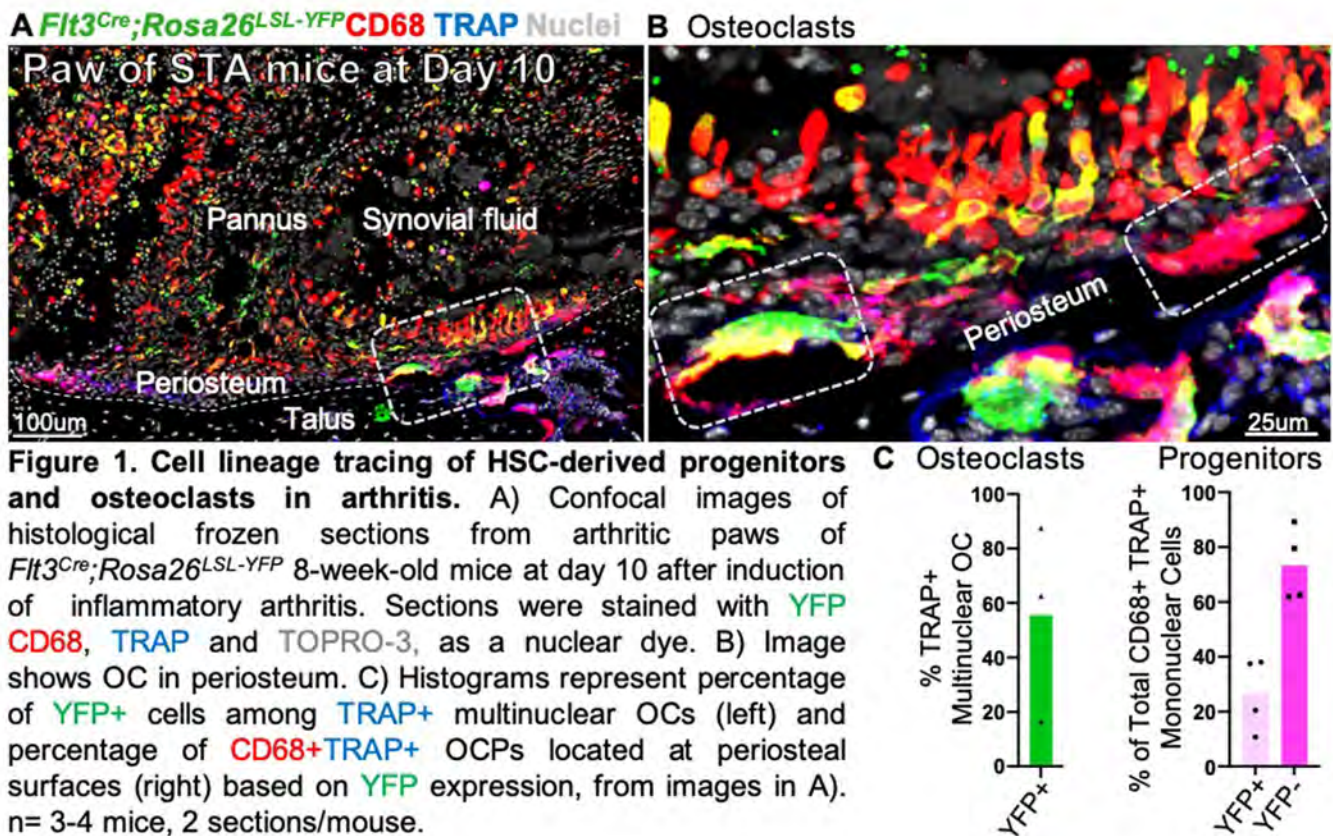 A Flt3Cre;Rosa26LSL-YFP CD68 TRAP Nuclei
Paw of STA mice at Day 10
Pannus
Synovial fluid
Periosteum
Talus
100um
B Osteoclasts
Periosteum
25um
Figure 1. Cell lineage tracing of HSC-derived progenitors
and osteoclasts in arthritis. A) Confocal images of
histological frozen sections from arthritic paws of
Flt3Cre;Rosa26LSL-YFP 8-week-old mice at day 10 after induction
of inflammatory arthritis. Sections were stained with YFP
CD68, TRAP and TOPRO-3, as a nuclear dye. B) Image
shows OC in periosteum. C) Histograms represent percentage
of YFP+ cells among TRAP+ multinuclear OCs (left) and
percentage of CD68+TRAP+ OCPs located at periosteal
surfaces (right) based on YFP expression, from images in A).
n= 3-4 mice, 2 sections/mouse.
C Osteoclasts
% TRAP+
Multinuclear OC
100
80
60
40
20
0
YFP+
Progenitors
% of Total CD68+ TRAP+
Mononuclear Cells
100
80
60
40
20
0
YFP+
YFP-